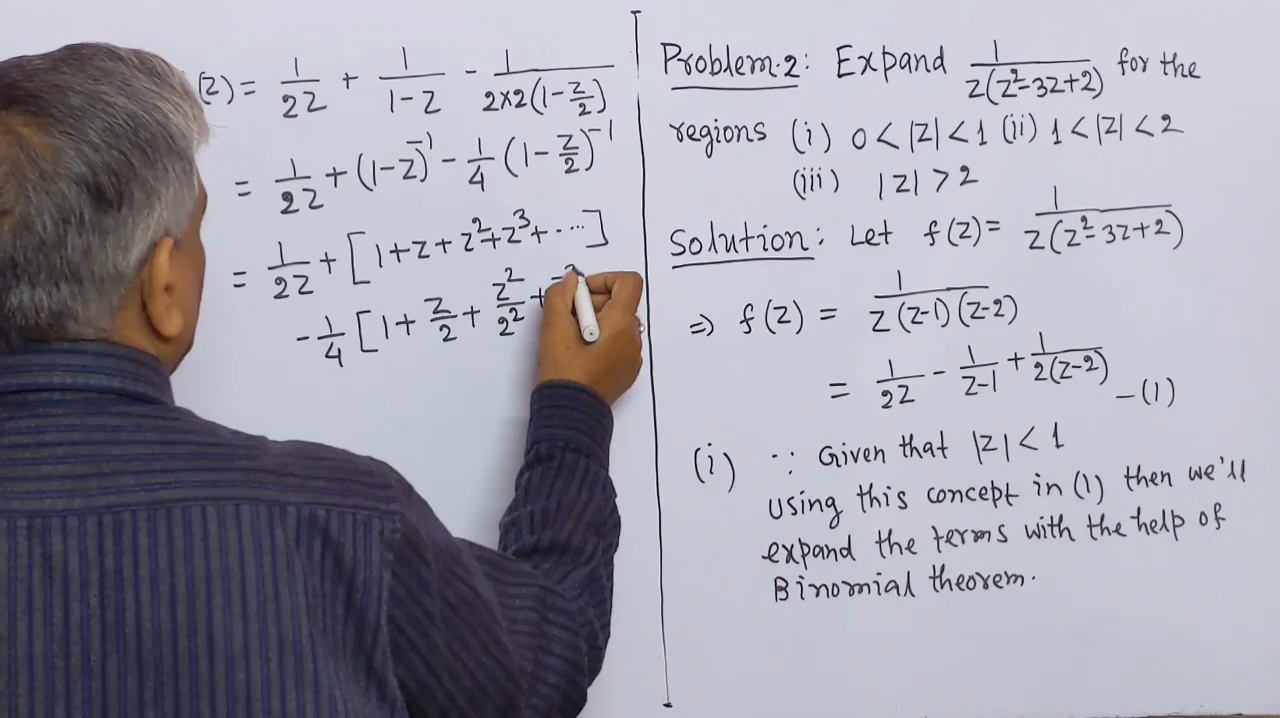 (z) = 1/2z + 1/1-z - 1/2×2(1-z/2)
= 1/2z + (1-z)⁻¹ - 1/4 (1-z/2)⁻¹
= 1/2z + [1+z+z²+z³+.....]
- 1/4 [1+ z/2 + z²/2² +
Problem.2: Expand 1/z(z²-3z+2) for the
regions (i) 0<|z|<1 (ii) 1<|z|<2
(iii) |z|>2
Solution: Let f(z)= 1/z(z²-3z+2)
⇒ f(z) = 1/z(z-1)(z-2)
= 1/2z - 1/z-1 + 1/2(z-2) —(1)
(i) ∵ Given that |z|<1
using this concept in (1) then we'll
expand the terms with the help of
Binomial theorem.